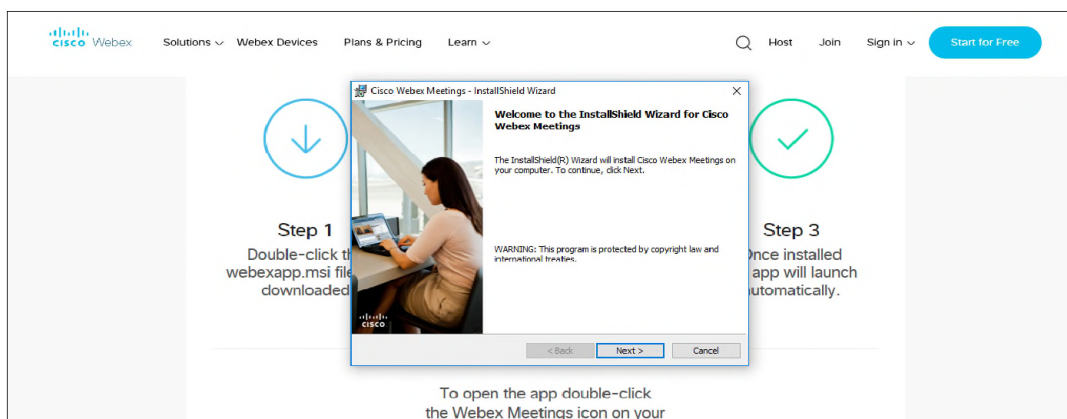 cisco Webex
Solutions Webex Devices Plans & Pricing Learn Host Join Sign in Start for Free
Cisco Webex Meetings - InstallShield Wizard
Welcome to the InstallShield Wizard for Cisco
Webex Meetings
The InstallShield(R) Wizard will install Cisco Webex Meetings on
your computer. To continue, click Next.
WARNING: This program is protected by copyright law and
international treaties.
CISCO
< Back Next > Cancel
Step 1
Double-click
webexapp.msi
downloaded
Step 3
installed
app will launch
automatically.
To open the app double-click
the Webex Meetings icon on your